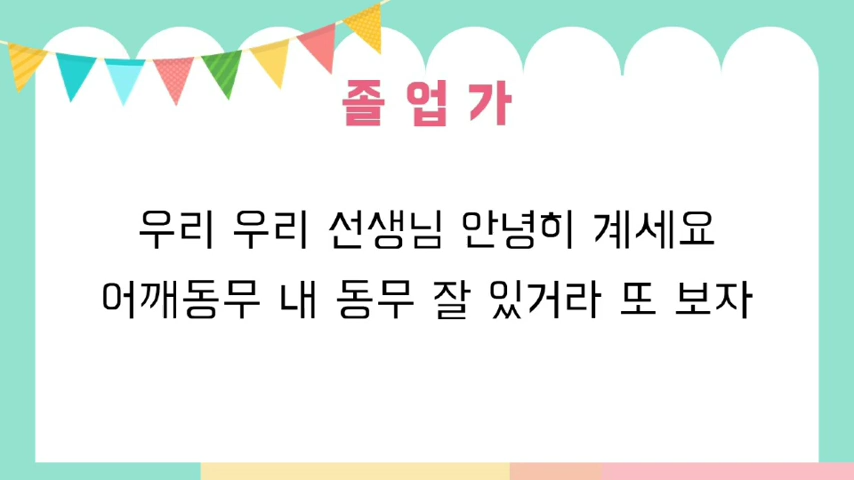 졸업가
우리 우리 선생님 안녕히 계세요
어깨동무 내 동무 잘 있거라 또 보자